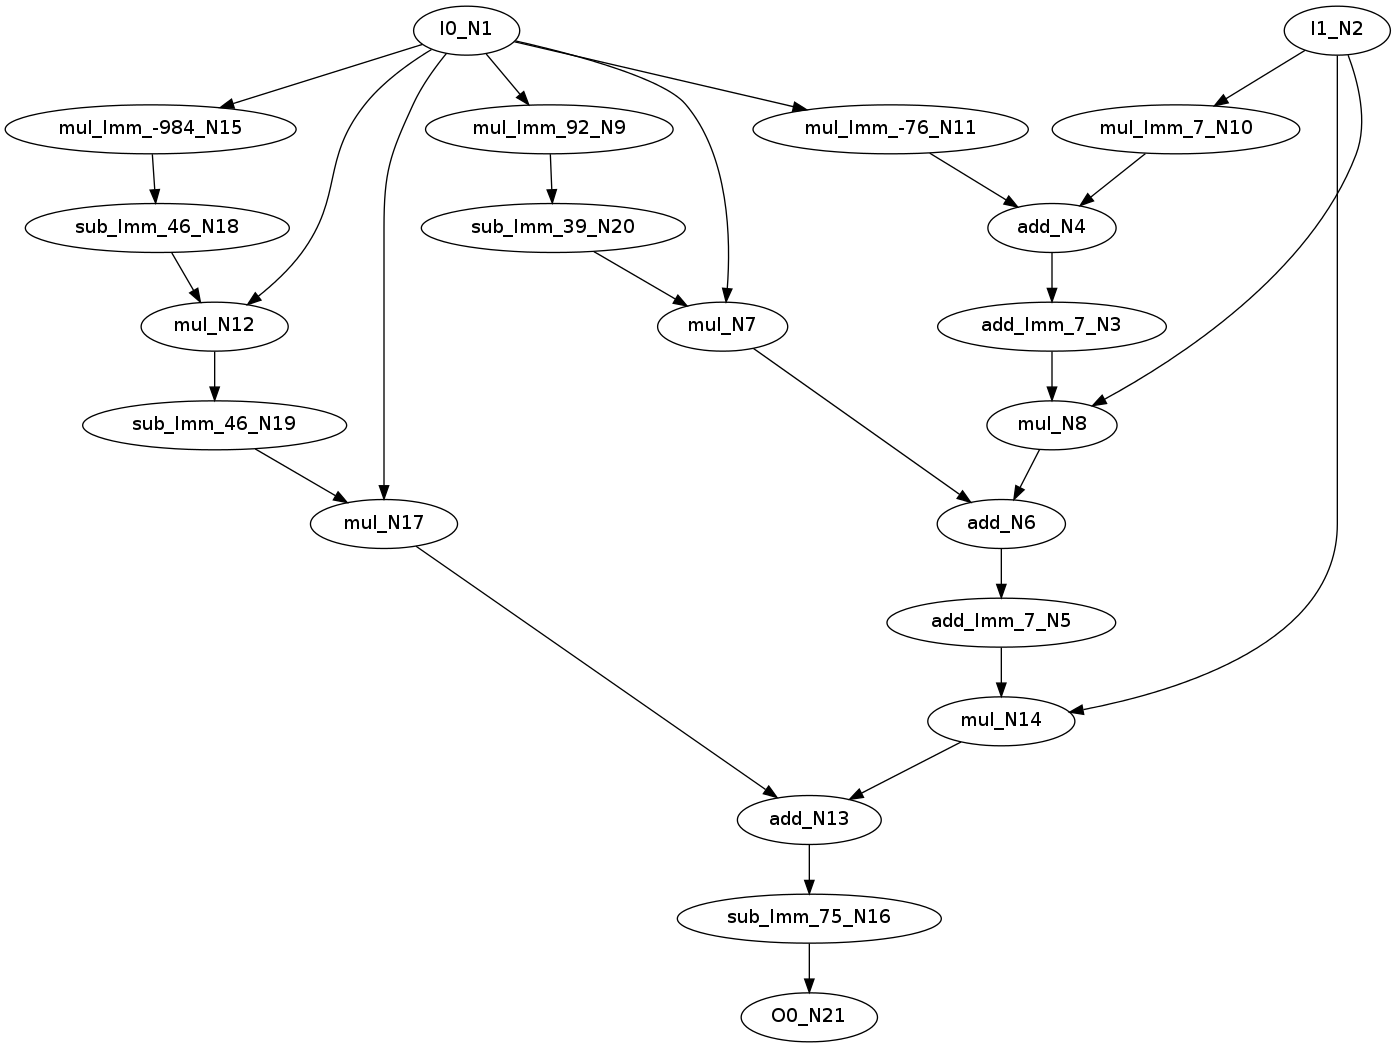 I0_N1
I1_N2
mul_Imm_-984_N15
mul_Imm_92_N9
mul_Imm_-76_N11
mul_Imm_7_N10
sub_Imm_46_N18
sub_Imm_39_N20
add_N4
mul_N12
mul_N7
add_Imm_7_N3
sub_Imm_46_N19
mul_N8
mul_N17
add_N6
add_Imm_7_N5
mul_N14
add_N13
sub_Imm_75_N16
O0_N21